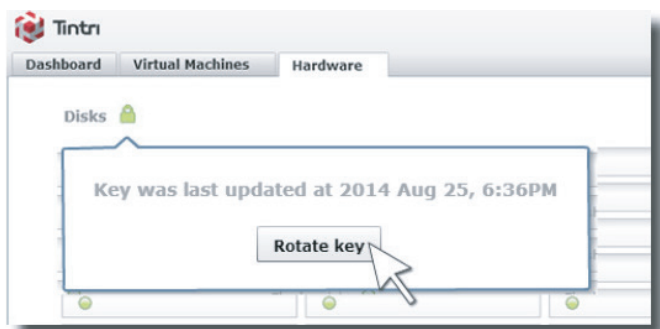 Tintri
Dashboard Virtual Machines Hardware
Disks
Key was last updated at 2014 Aug 25, 6:36PM
Rotate key